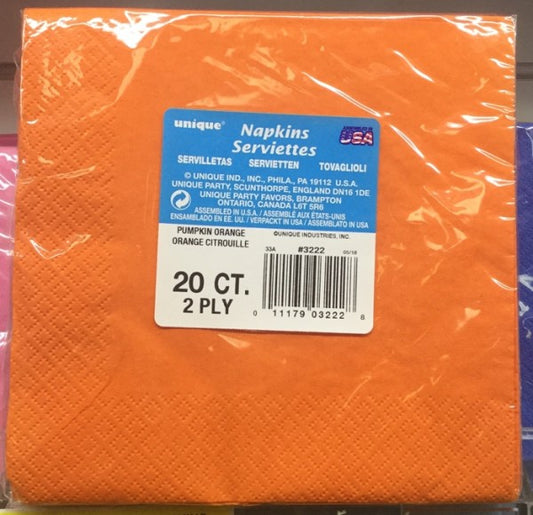 unique®
Napkins
Serviettes
USA
SERVILLETAS SERVIETTEN TOVAGLIOLI
© UNIQUE IND., INC., PHILA., PA 19112 U.S.A.
UNIQUE PARTY, SCUNTHORPE, ENGLAND DN16 1DE
UNIQUE PARTY FAVORS, BRAMPTON
ONTARIO, CANADA L6T 5R6
ASSEMBLED IN U.S.A. / ASSEMBLÉ AUX ÉTATS-UNIS
ENSAMBLADO EN EE. UU. / VERPACKT IN USA / ASSEMBLATO IN USA
PUMPKIN ORANGE
ORANGE CITROUILLE
©UNIQUE INDUSTRIES, INC.
33A #3222 05/18
20 CT.
2 PLY
0 11179 03222 8